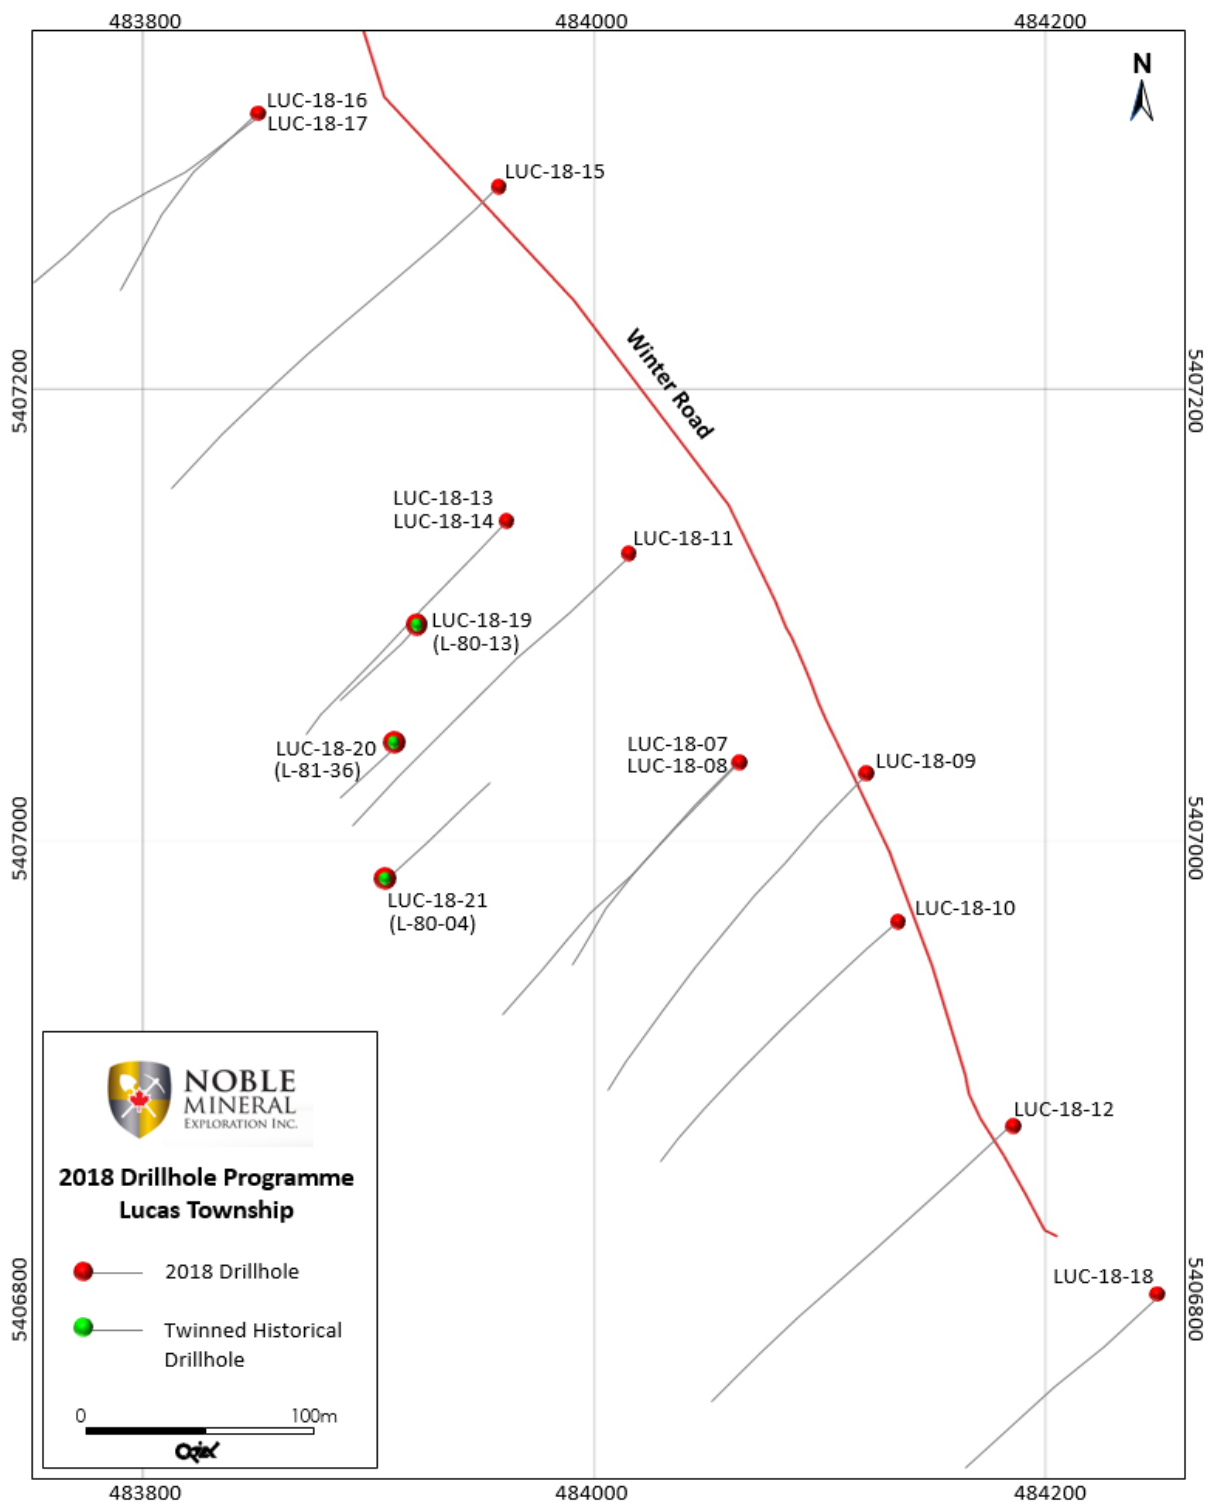 483800
484000
484200
N
LUC-18-16
LUC-18-17
LUC-18-15
Winter Road
5407200
5407200
LUC-18-13
LUC-18-14
LUC-18-11
LUC-18-19
(L-80-13)
LUC-18-20
(L-81-36)
LUC-18-07
LUC-18-08
LUC-18-09
5407000
5407000
LUC-18-21
(L-80-04)
LUC-18-10
NOBLE
MINERAL
EXPLORATION INC.
2018 Drillhole Programme
Lucas Township
2018 Drillhole
Twinned Historical
Drillhole
0 100m
LUC-18-12
LUC-18-18
5406800
5406800
483800
484000
484200